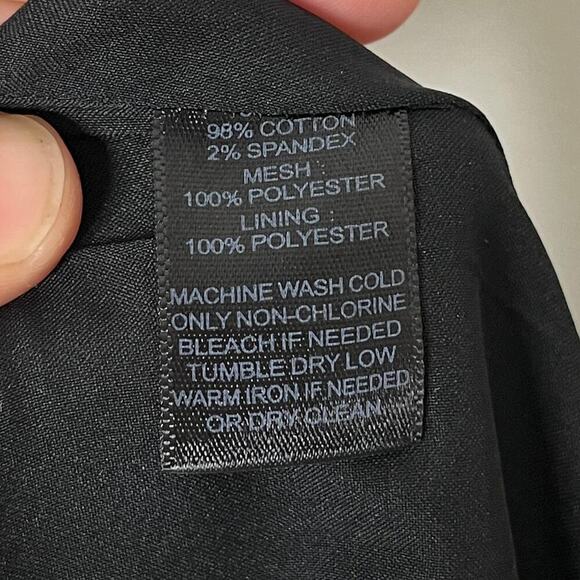 98% COTTON
2% SPANDEX
MESH :
100% POLYESTER
LINING :
100% POLYESTER
MACHINE WASH COLD
ONLY NON-CHLORINE
BLEACH IF NEEDED
TUMBLE DRY LOW
WARM IRON IF NEEDED
OR DRY CLEAN